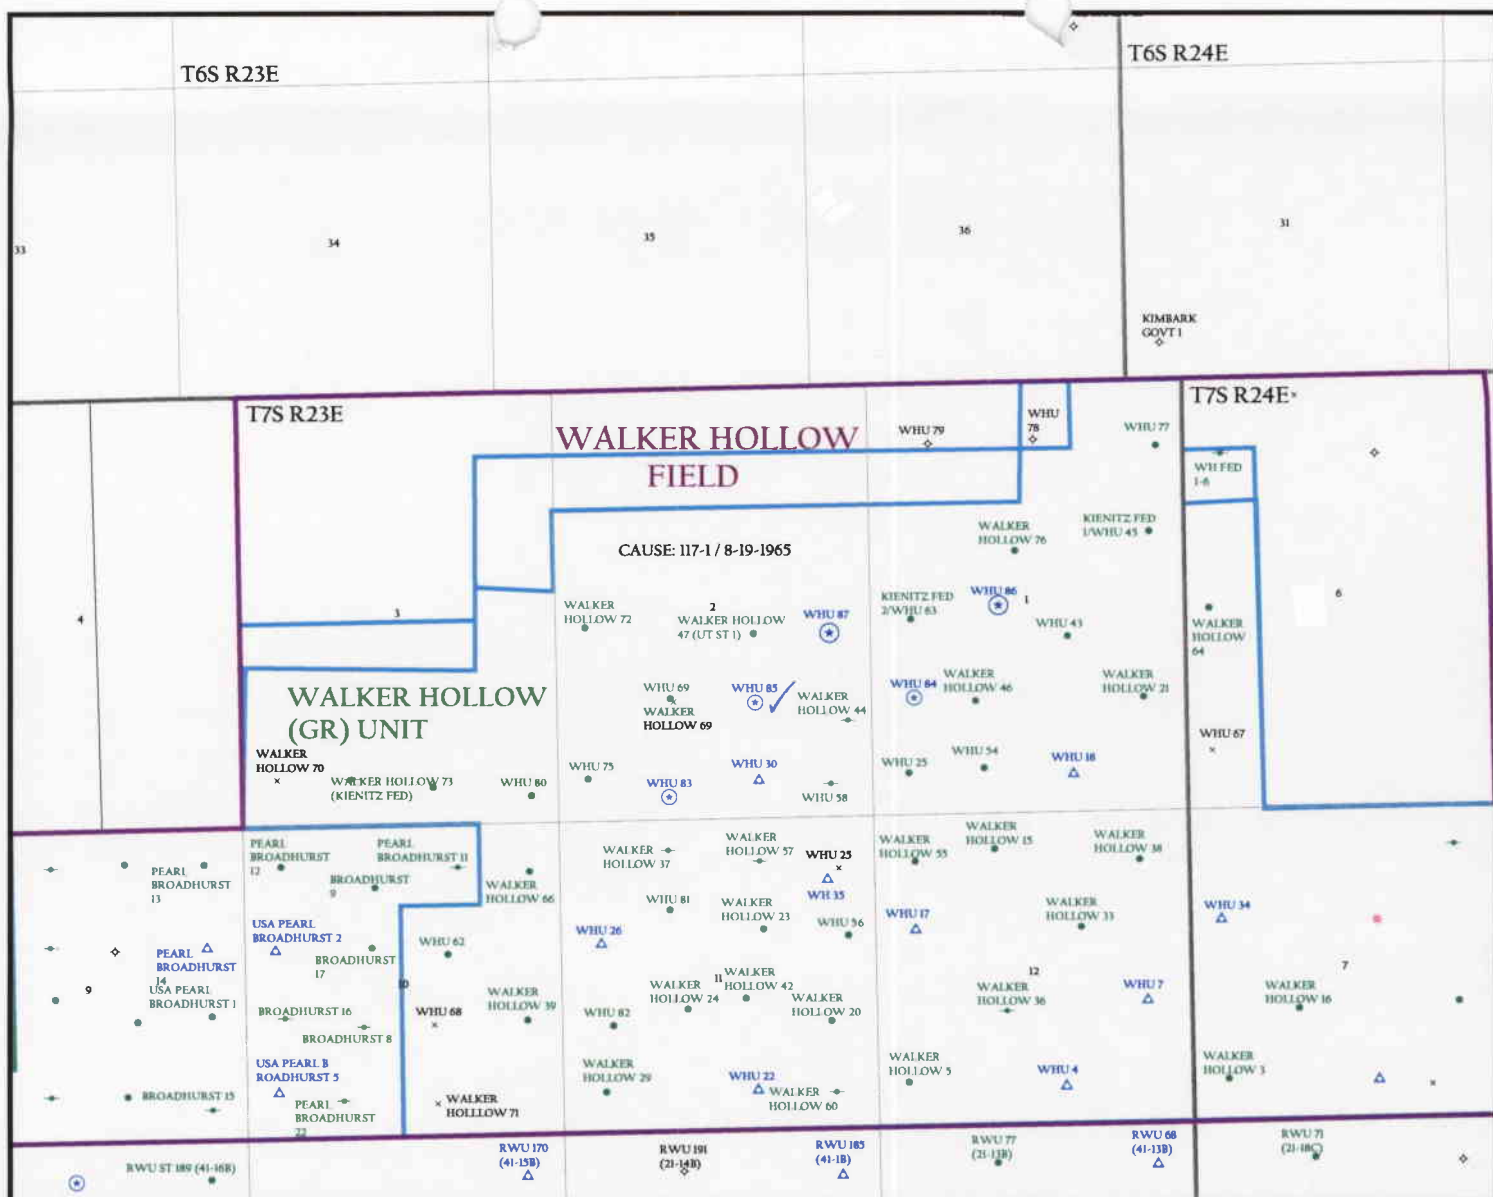 T6S R23E
T6S R24E
33
34
35
36
31
KIMBARK
GOVT 1
T7S R23E
T7S R24E
WALKER HOLLOW
FIELD
WHU 79
WHU
78
WHU 77
WH FED
1-6
CAUSE: 117-1 / 8-19-1965
WALKER
HOLLOW 76
KIENITZ FED
1/WHU 45
4
3
2
1
6
WALKER
HOLLOW 72
WALKER HOLLOW
47 (UT ST 1)
WHU 87
KIENITZ FED
2/WHU 63
WHU 86
WHU 43
WALKER
HOLLOW
64
WALKER HOLLOW
(GR) UNIT
WHU 69
WALKER
HOLLOW 69
WHU 85
WALKER
HOLLOW 44
WHU 84
WALKER
HOLLOW 46
WALKER
HOLLOW 21
WALKER
HOLLOW 70
WALKER HOLLOW 73
(KIENITZ FED)
WHU 80
WHU 75
WHU 83
WHU 30
WHU 58
WHU 25
WHU 54
WHU 18
WHU 67
PEARL
BROADHURST
13
PEARL
BROADHURST
12
PEARL
BROADHURST 11
BROADHURST
9
WALKER
HOLLOW 66
WALKER
HOLLOW 37
WALKER
HOLLOW 57
WHU 25
WH 35
WALKER
HOLLOW 55
WALKER
HOLLOW 15
WALKER
HOLLOW 38
USA PEARL
BROADHURST 2
BROADHURST
17
WHU 62
WHU 26
WHU 81
WALKER
HOLLOW 23
WHU 56
WHU 17
WALKER
HOLLOW 33
WHU 34
PEARL
BROADHURST
14
USA PEARL
BROADHURST 1
9
10
11
12
7
BROADHURST 16
BROADHURST 8
WHU 68
WALKER
HOLLOW 39
WHU 82
WALKER
HOLLOW 24
WALKER
HOLLOW 42
WALKER
HOLLOW 20
WALKER
HOLLOW 36
WHU 7
WALKER
HOLLOW 16
BROADHURST 15
USA PEARL B
ROADHURST 5
PEARL
BROADHURST
22
WALKER
HOLLLOW 71
WALKER
HOLLOW 29
WHU 22
WALKER
HOLLOW 60
WALKER
HOLLOW 5
WHU 4
WALKER
HOLLOW 3
RWU ST 189 (41-16B)
RWU 170
(41-15B)
RWU 191
(21-14B)
RWU 185
(41-1B)
RWU 77
(21-13B)
RWU 68
(41-13B)
RWU 71
(21-18C)